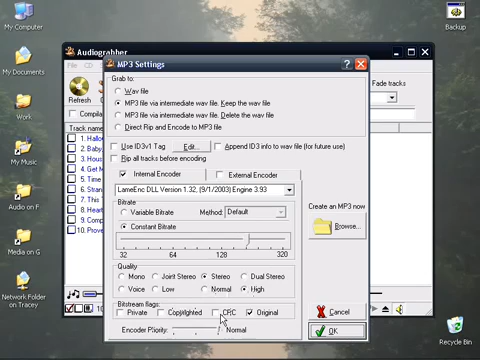 My Computer
Backup
Audiograbber
MP3 Settings
File
Grab to:
Wav file
MP3 file via intermediate wav file. Keep the wav file
MP3 file via intermediate wav file. Delete the wav file
Direct Rip and Encode to MP3 file
My Documents
Refresh
Fade tracks
Work
Compila
Track name
Use ID3v1 Tag
Edit...
Append ID3 info to wav file (for future use)
Rip all tracks before encoding
1. Hallo
2. Baby
3. Hous
My Music
Internal Encoder
External Encoder
4. Get
5. Time
LameEnc DLL Version 1.32, (9/1/2003) Engine 3.93
6. Stran
7. This
Bitrate
Audio on F
Variable Bitrate
Method:
Default
Create an MP3 now
8. Heart
9. Comp
10. Prove
Constant Bitrate
Browse...
32
64
128
320
Media on G
Quality
Mono
Joint Stereo
Stereo
Dual Stereo
Voice
Low
Normal
High
Network Folder
on Tracey
Bitstream flags:
Private
Copyrighted
CRC
Original
Cancel
Encoder Priority:
Normal
OK
Recycle Bin